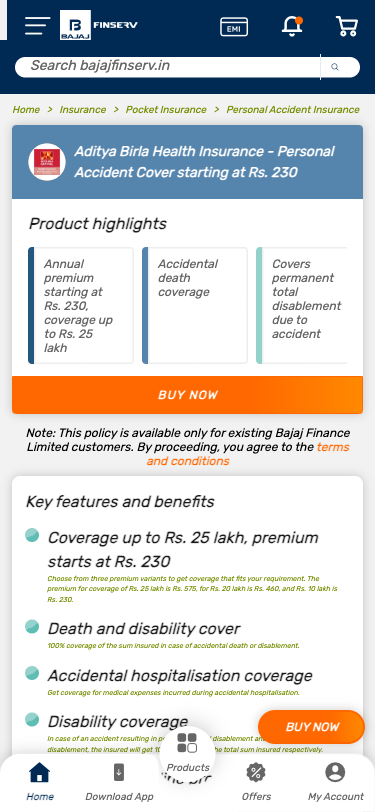 BAJAJ FINSERV
EMI
Search bajajfinserv.in
Home > Insurance > Pocket Insurance > Personal Accident Insurance
Aditya Birla Health Insurance - Personal
Accident Cover starting at Rs. 230
Product highlights
Annual
premium
starting at
Rs. 230,
coverage up
to Rs. 25
lakh
Accidental
death
coverage
Covers
permanent
total
disablement
due to
accident
BUY NOW
Note: This policy is available only for existing Bajaj Finance
Limited customers. By proceeding, you agree to the terms
and conditions
Key features and benefits
Coverage up to Rs. 25 lakh, premium
starts at Rs. 230
Choose from three premium variants to get coverage that fits your requirement. The
premium for coverage of Rs. 25 lakh is Rs. 575, for Rs. 20 lakh is Rs. 460, and Rs. 10 lakh is
Rs. 230.
Death and disability cover
100% coverage of the sum insured in case of accidental death or disablement.
Accidental hospitalisation coverage
Get coverage for medical expenses incurred during accidental hospitalisation.
Disability coverage
BUY NOW
In case of an accident resulting in disablement and
disablement, the insured will get the total sum insured respectively.
Products
Home
Download App
Offers
My Account